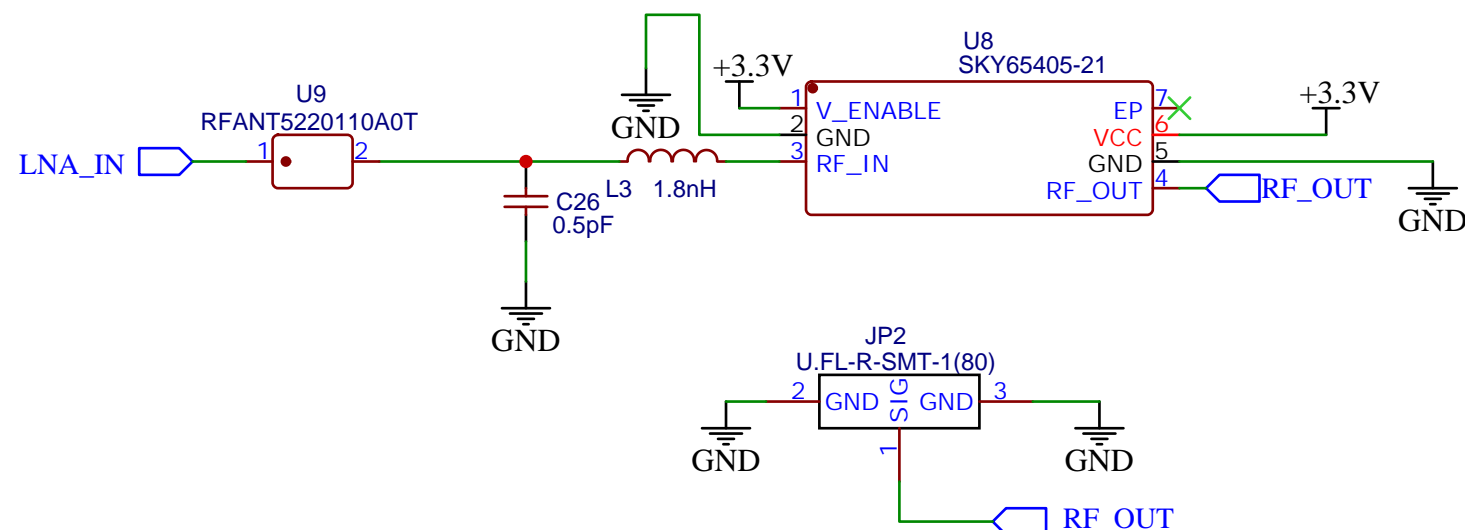 U8
SKY65405-21
+3.3V
+3.3V
GND
U9
RFANT5220110A0T
LNA_IN
1
2
1
V_ENABLE
2
GND
3
RF_IN
EP
7
VCC
6
GND
5
RF_OUT
4
RF_OUT
GND
C26
0.5pF
L3
1.8nH
GND
JP2
U.FL-R-SMT-1(80)
2
GND
SIG
GND
3
GND
GND
1
RF_OUT